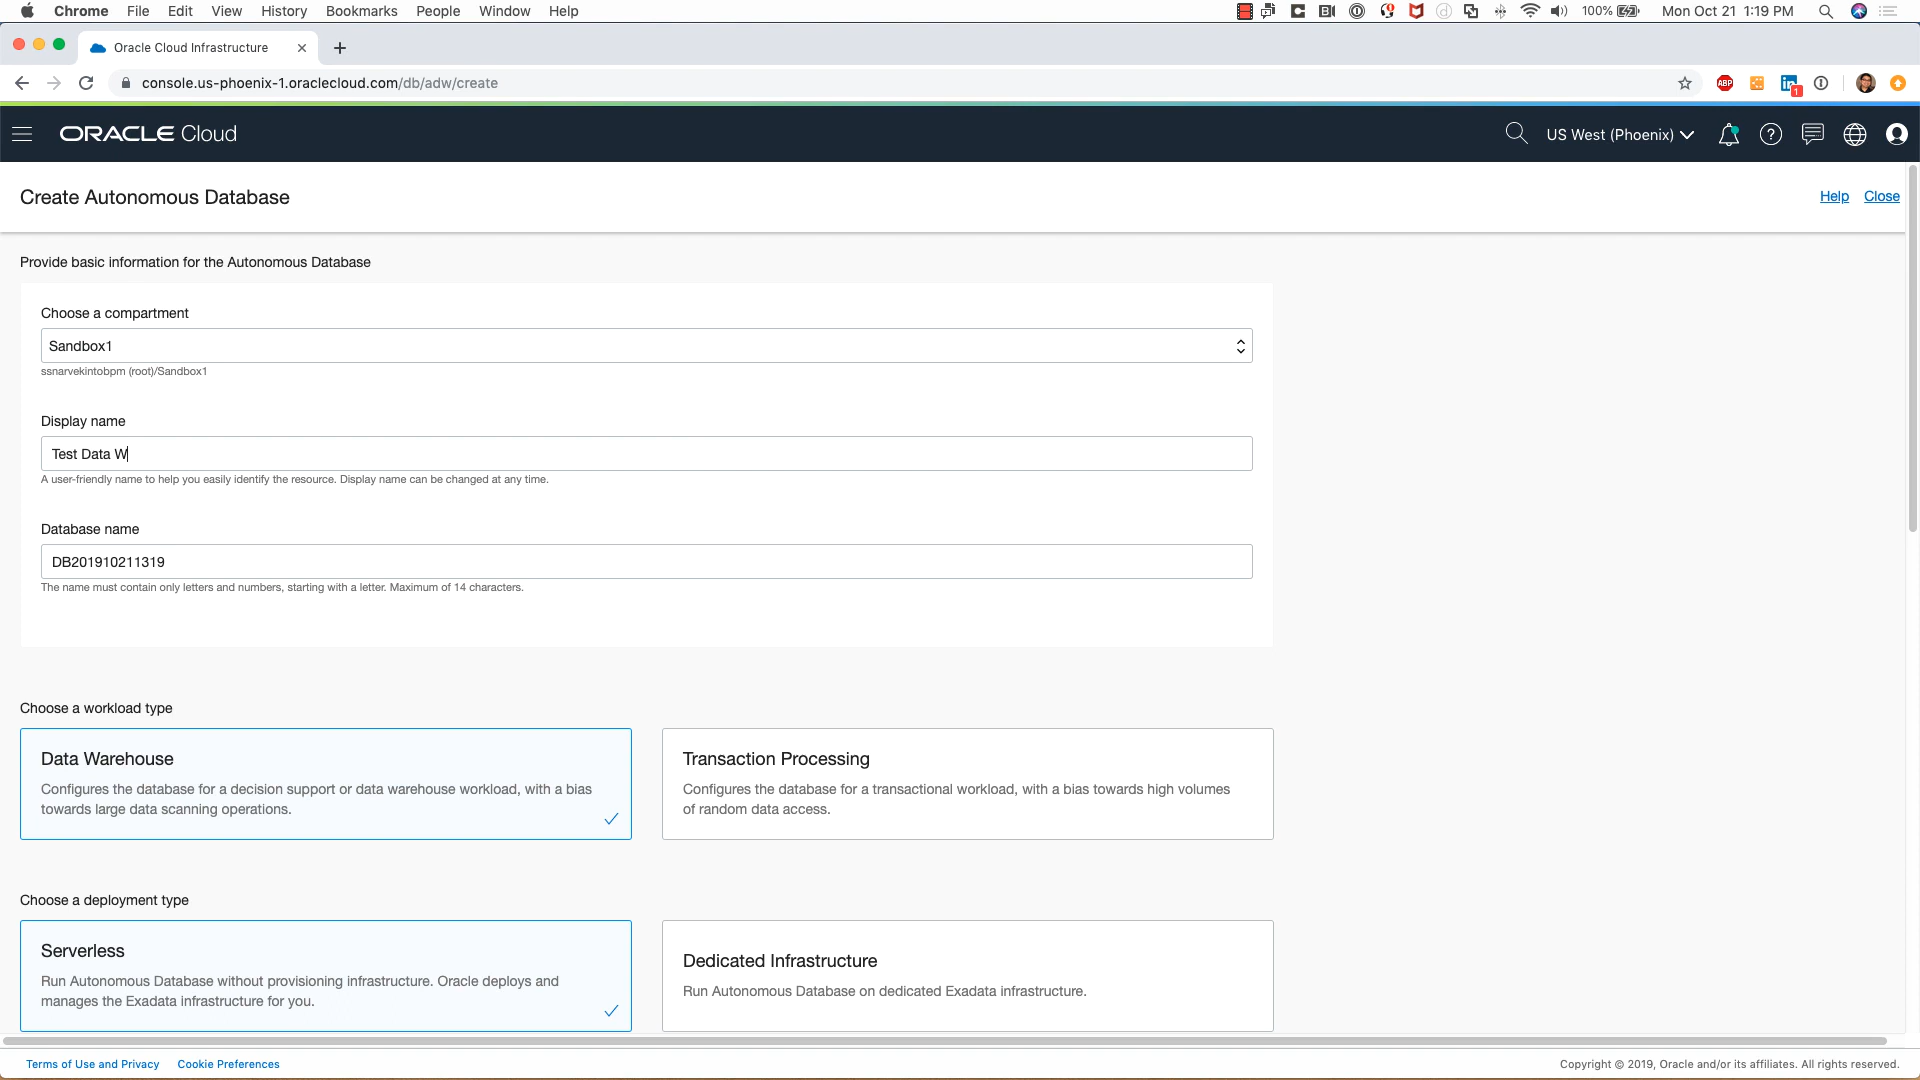 Chrome File Edit View History Bookmarks People Window Help 100% Mon Oct 21 1:19 PM
Oracle Cloud Infrastructure
console.us-phoenix-1.oraclecloud.com/db/adw/create
ABP in 1
ORACLE Cloud US West (Phoenix)
Create Autonomous Database Help Close
Provide basic information for the Autonomous Database
Choose a compartment
Sandbox1
ssnarvekintobpm (root)/Sandbox1
Display name
Test Data W
A user-friendly name to help you easily identify the resource. Display name can be changed at any time.
Database name
DB201910211319
The name must contain only letters and numbers, starting with a letter. Maximum of 14 characters.
Choose a workload type
Data Warehouse
Configures the database for a decision support or data warehouse workload, with a bias
towards large data scanning operations.
Transaction Processing
Configures the database for a transactional workload, with a bias towards high volumes
of random data access.
Choose a deployment type
Serverless
Run Autonomous Database without provisioning infrastructure. Oracle deploys and
manages the Exadata infrastructure for you.
Dedicated Infrastructure
Run Autonomous Database on dedicated Exadata infrastructure.
Terms of Use and Privacy Cookie Preferences Copyright © 2019, Oracle and/or its affiliates. All rights reserved.